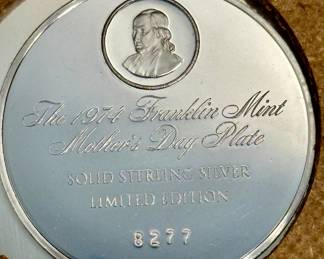 The 1974 Franklin Mint
Mother's Day Plate
SOLID STERLING SILVER
LIMITED EDITION
8277